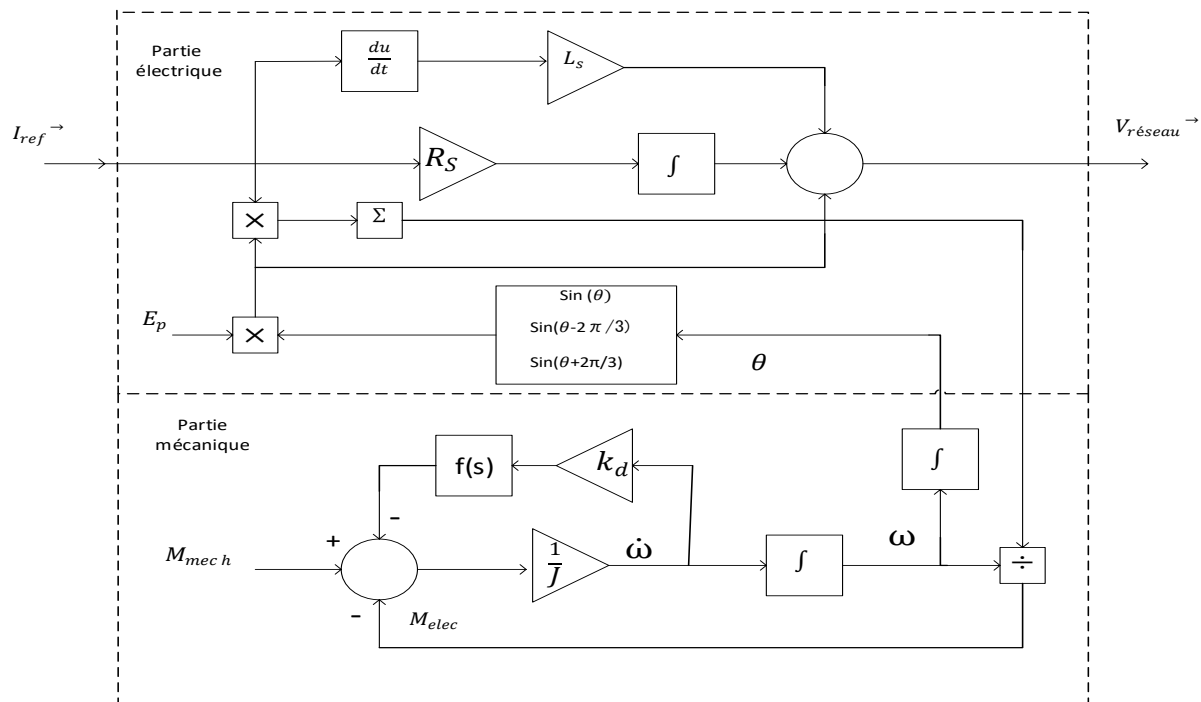 Partie
électrique
du
dt
L_s
I_ref →
V_réseau →
R_S
∫
×
Σ
E_p
×
Sin (θ)
Sin(θ-2 π /3)
Sin(θ+2π/3)
θ
Partie
mécanique
f(s)
k_d
∫
-
+
M_mec h
1
J
ω̇
∫
ω
÷
-
M_elec